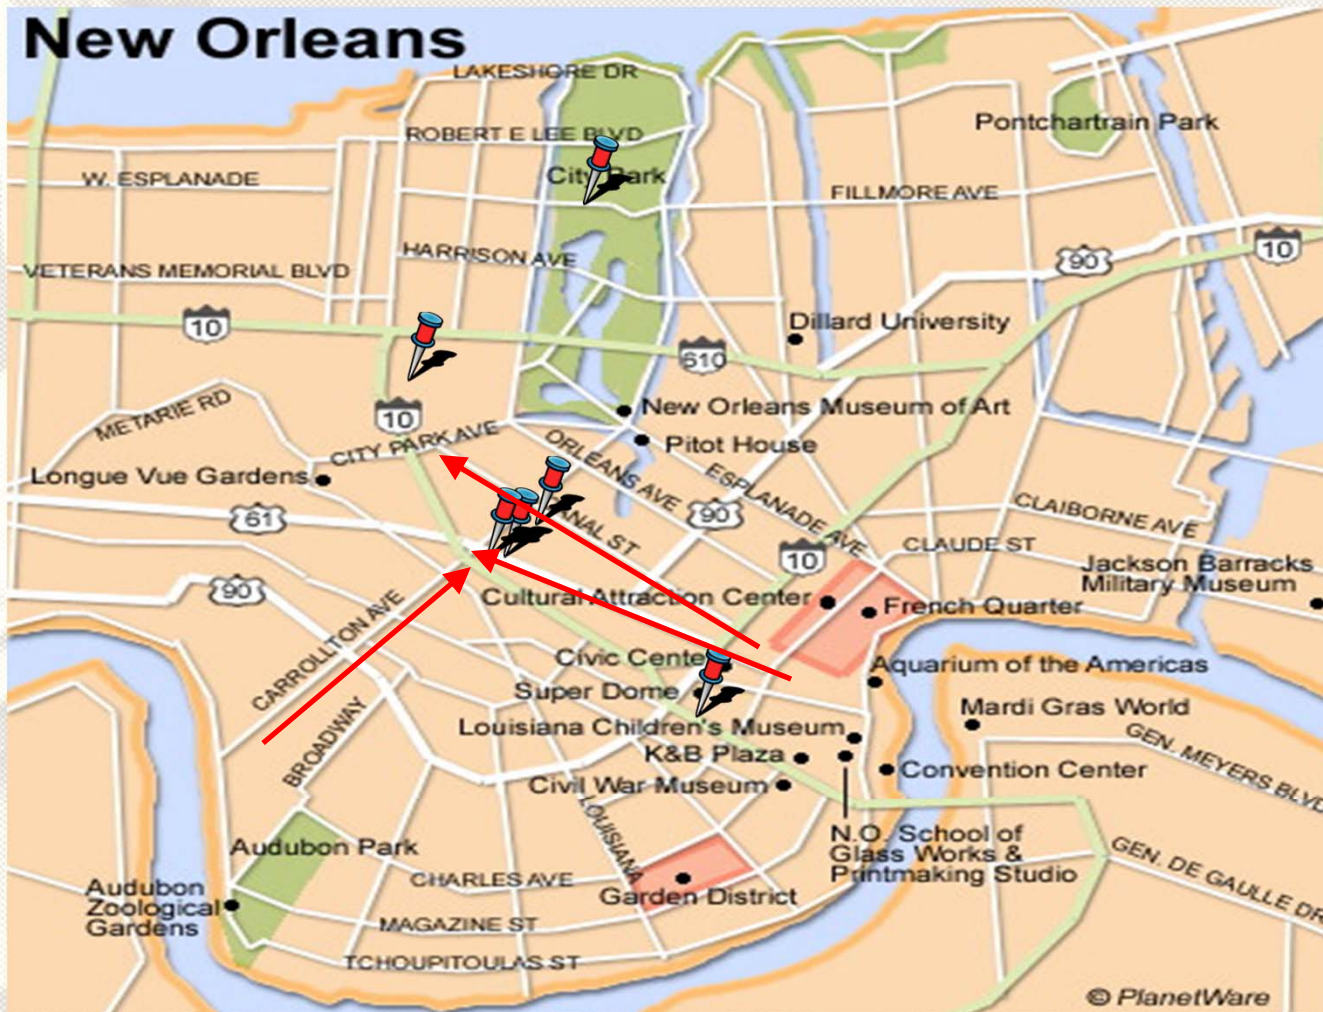 New Orleans
LAKESHORE DR
ROBERT E LEE BLVD
Pontchartrain Park
City Park
W. ESPLANADE
FILLMORE AVE
HARRISON AVE
90
10
VETERANS MEMORIAL BLVD
10
Dillard University
610
METARIE RD
10
New Orleans Museum of Art
CITY PARK AVE
ORLEANS AVE
Pitot House
Longue Vue Gardens
ESPLANADE AVE
61
90
CLAIBORNE AVE
CANAL ST
CLAUDE ST
10
Jackson Barracks
Military Museum
90
Cultural Attraction Center
French Quarter
CARROLLTON AVE
Civic Center
Aquarium of the Americas
Super Dome
Mardi Gras World
Louisiana Children's Museum
BROADWAY
K&B Plaza
GEN. MEYERS BLVD
Convention Center
Civil War Museum
LOUISIANA
N.O. School of
Glass Works &
Printmaking Studio
Audubon Park
GEN. DE GAULLE DR
CHARLES AVE
Garden District
Audubon
Zoological
Gardens
MAGAZINE ST
TCHOUPITOULAS ST
© PlanetWare